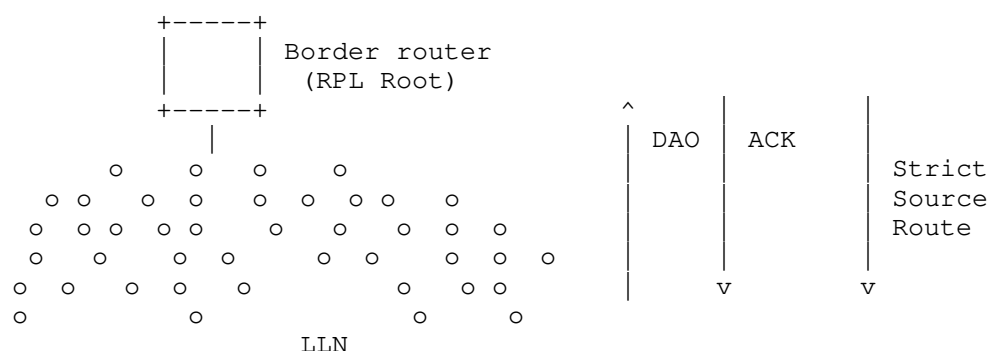 Border router
(RPL Root)
DAO ACK
Strict
Source
Route
LLN